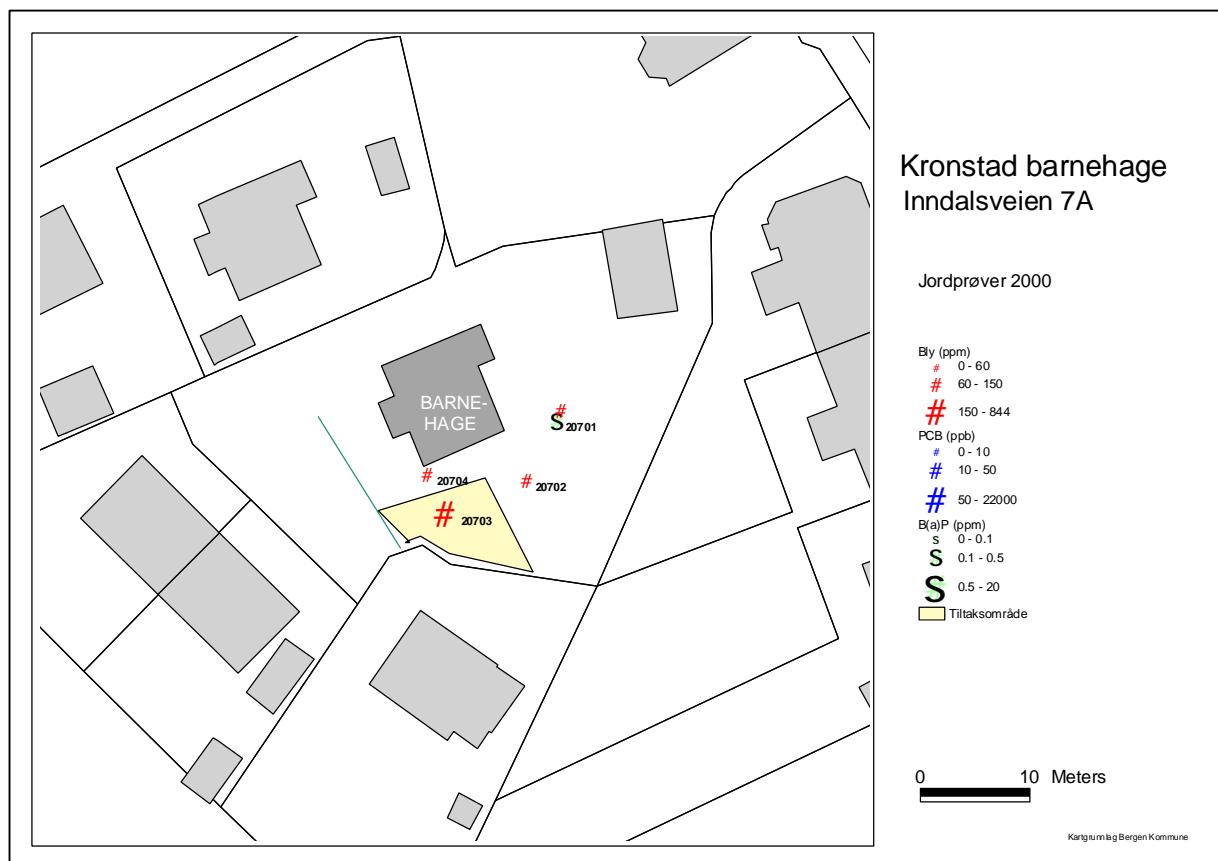 Kronstad barnehage
Inndalsveien 7A
Jordprøver 2000
Bly (ppm)
# 0 - 60
# 60 - 150
# 150 - 844
PCB (ppb)
# 0 - 10
# 10 - 50
# 50 - 22000
B(a)P (ppm)
s 0 - 0.1
S 0.1 - 0.5
S 0.5 - 20
Tiltaksområde
BARNE-
HAGE
#
S 20701
# 20704
# 20702
# 20703
0 10 Meters
Kartgrunnlag Bergen Kommune